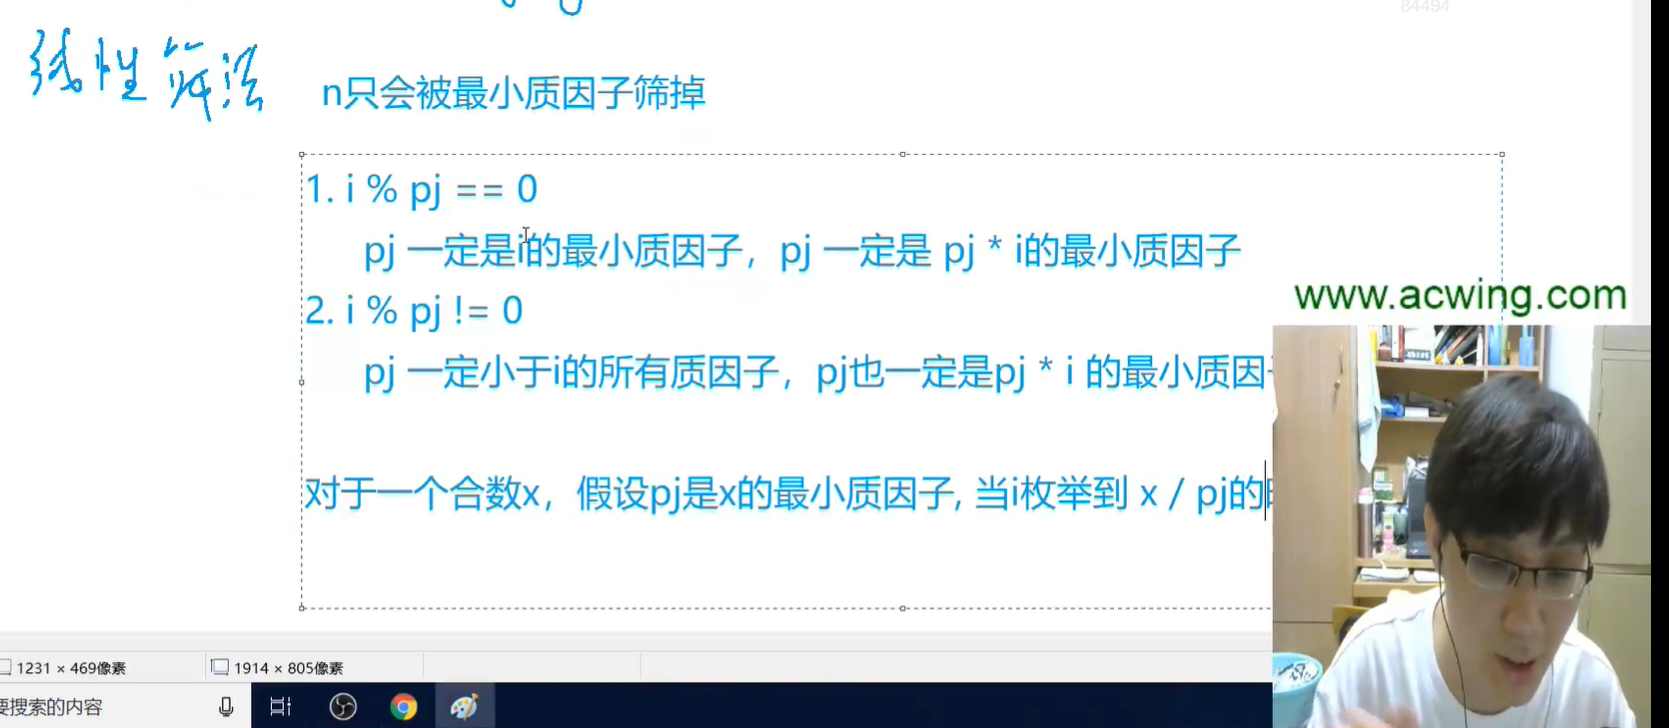 84494
线性筛法
n只会被最小质因子筛掉
1. i % pj == 0
pj 一定是i的最小质因子，pj 一定是 pj * i的最小质因子
2. i % pj != 0
pj 一定小于i的所有质因子，pj也一定是pj * i 的最小质因
对于一个合数x，假设pj是x的最小质因子, 当i枚举到 x / pj的
www.acwing.com
1231 × 469像素
1914 × 805像素
要搜索的内容